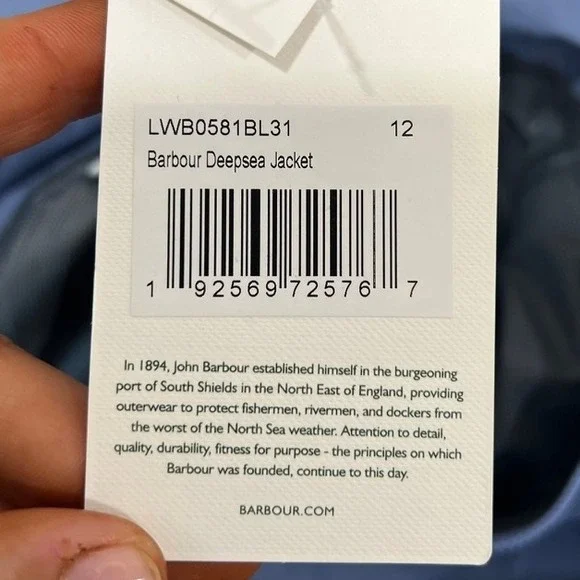 LWB0581BL31 12
Barbour Deepsea Jacket
1 92569 72576 7
In 1894, John Barbour established himself in the burgeoning
port of South Shields in the North East of England, providing
outerwear to protect fishermen, rivermen, and dockers from
the worst of the North Sea weather. Attention to detail,
quality, durability, fitness for purpose - the principles on which
Barbour was founded, continue to this day.
BARBOUR.COM